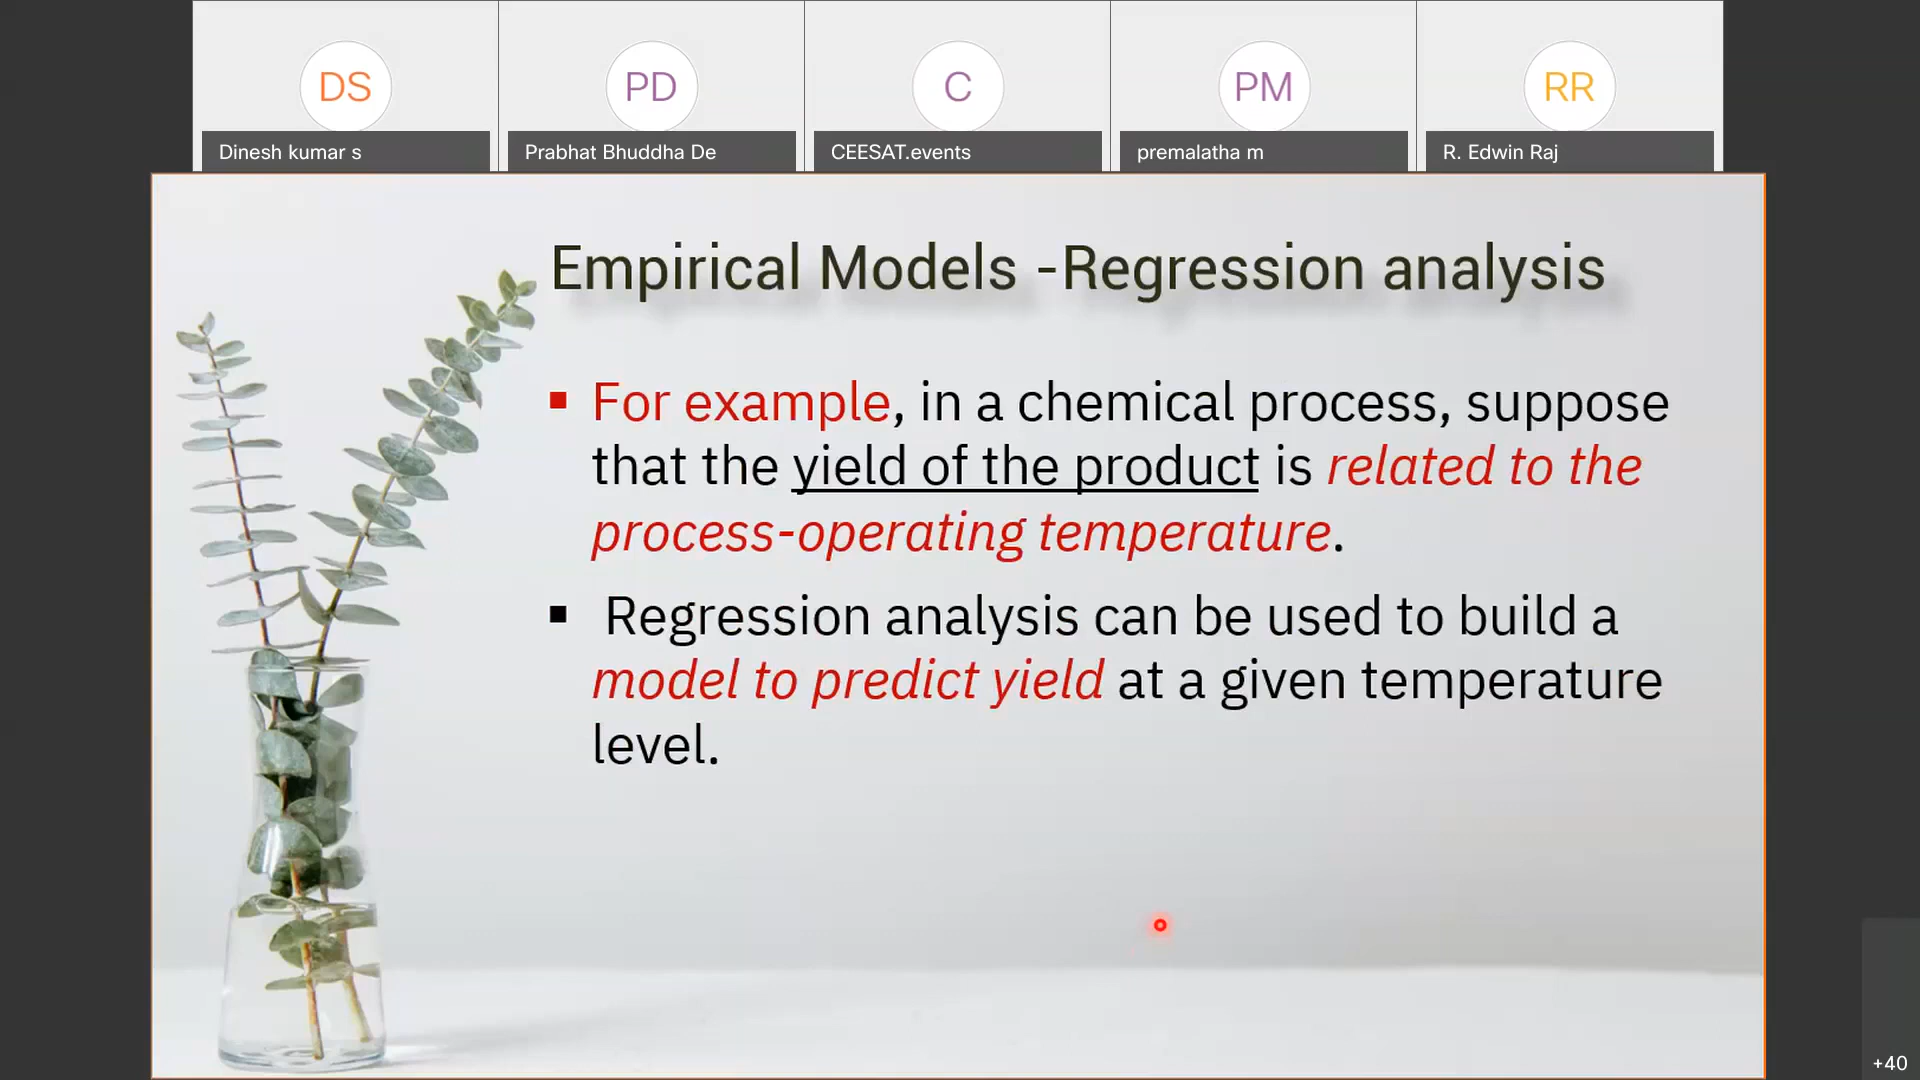 DS
PD
C
PM
RR
Dinesh kumar s
Prabhat Bhuddha De
CEESAT.events
premalatha m
R. Edwin Raj
Empirical Models -Regression analysis
▪ For example, in a chemical process, suppose
that the yield of the product is related to the
process-operating temperature.
▪ Regression analysis can be used to build a
model to predict yield at a given temperature
level.
+40